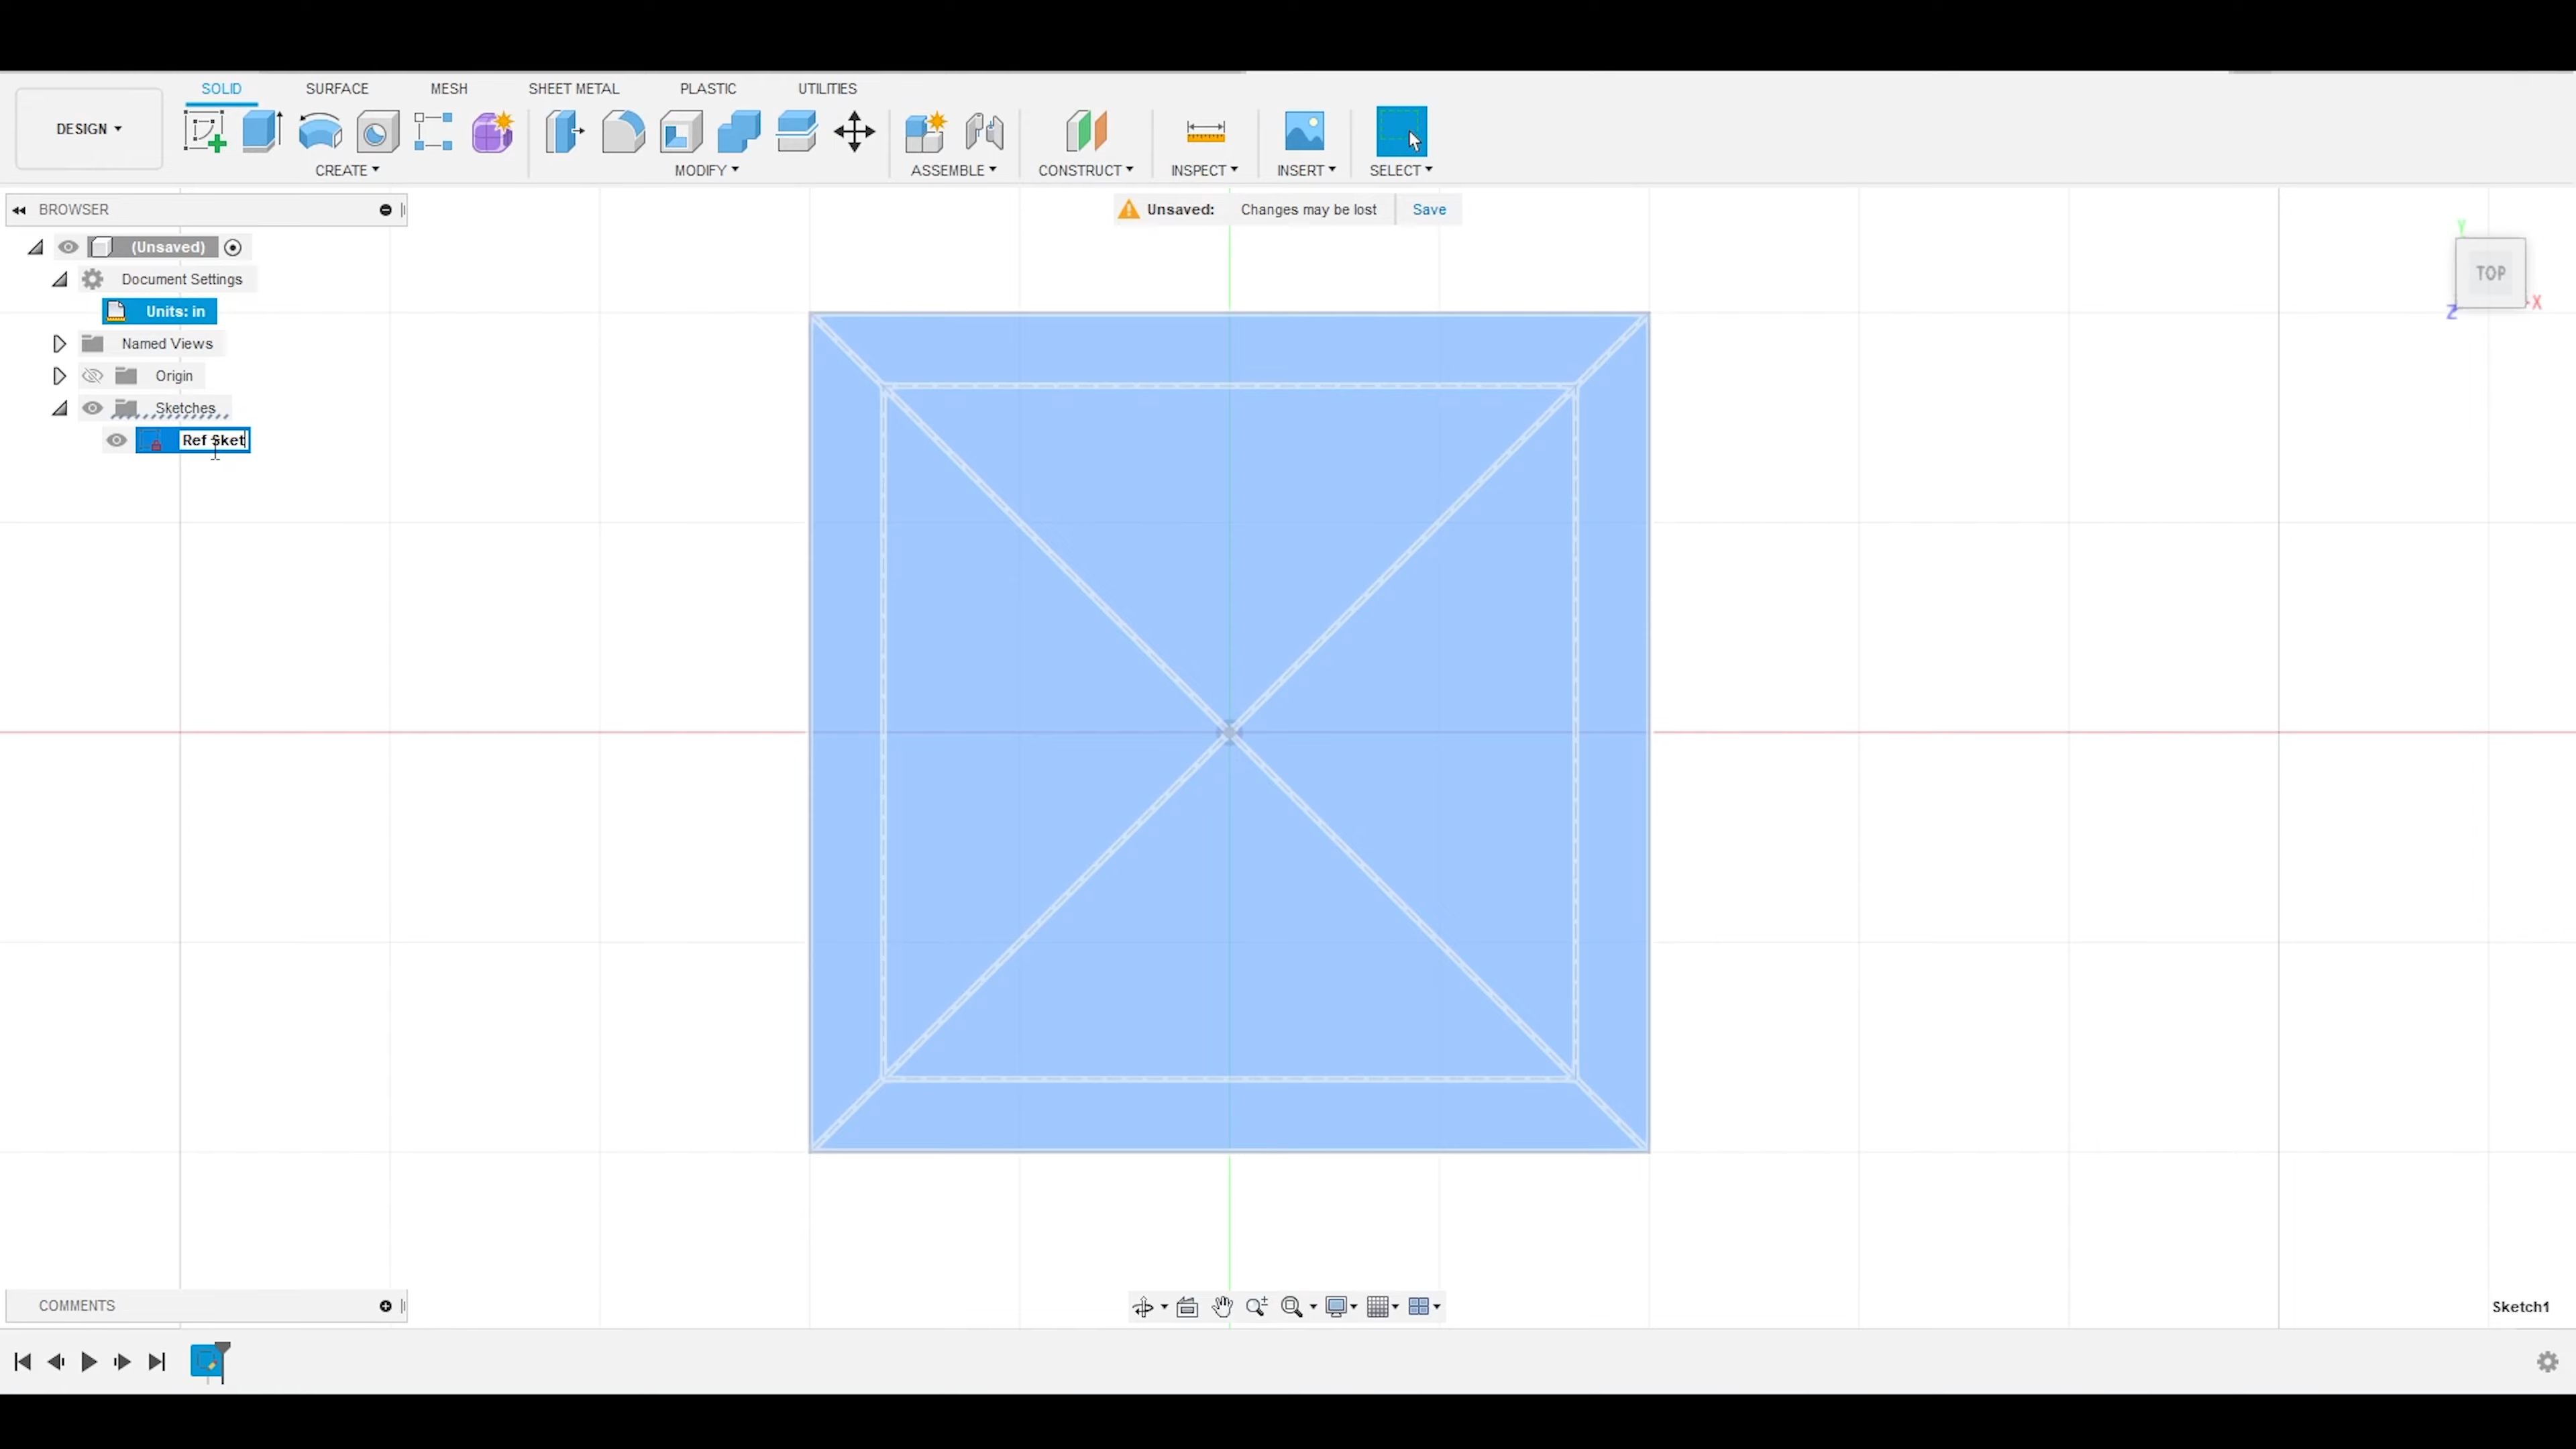 SOLID SURFACE MESH SHEET METAL PLASTIC UTILITIES
DESIGN
CREATE MODIFY ASSEMBLE CONSTRUCT INSPECT INSERT SELECT
BROWSER
Unsaved: Changes may be lost Save
(Unsaved)
Document Settings
Units: in
Named Views
Origin
Sketches
Ref Sket
Y
TOP
X
Z
COMMENTS
Sketch1